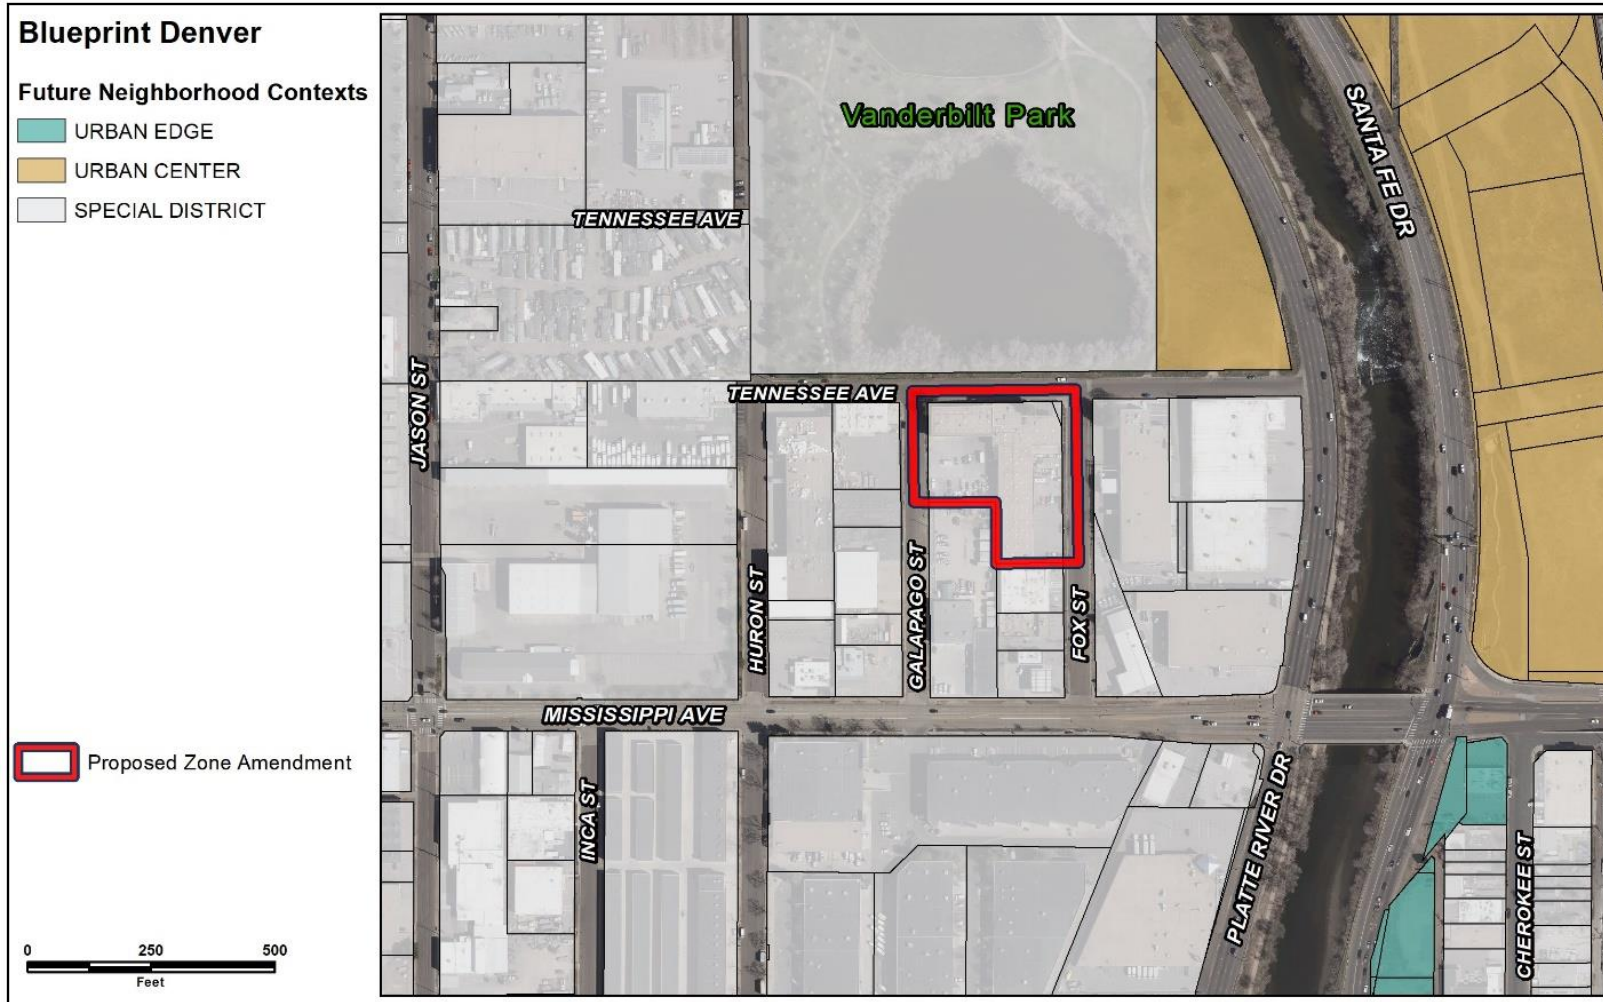 Blueprint Denver
Future Neighborhood Contexts
URBAN EDGE
URBAN CENTER
SPECIAL DISTRICT
Proposed Zone Amendment
0 250 500
Feet
Vanderbilt Park
SANTA FE DR
TENNESSEE AVE
JASON ST
TENNESSEE AVE
HURON ST
GALAPAGO ST
FOX ST
MISSISSIPPI AVE
INCA ST
PLATTE RIVER DR
CHEROKEE ST